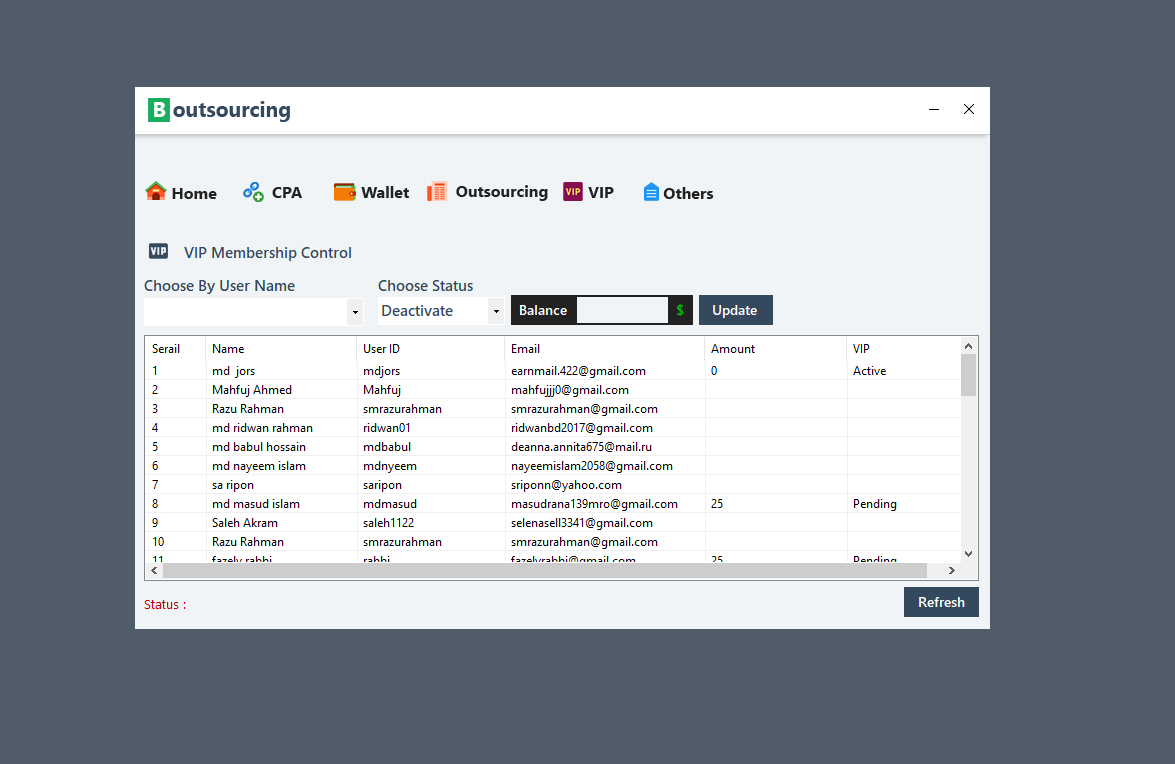 B outsourcing
Home CPA Wallet Outsourcing VIP VIP Others
VIP VIP Membership Control
Choose By User Name Choose Status
Deactivate Balance $ Update
Serail Name User ID Email Amount VIP
1 md jors mdjors earnmail.422@gmail.com 0 Active
2 Mahfuj Ahmed Mahfuj mahfujjj0@gmail.com
3 Razu Rahman smrazurahman smrazurahman@gmail.com
4 md ridwan rahman ridwan01 ridwanbd2017@gmail.com
5 md babul hossain mdbabul deanna.annita675@mail.ru
6 md nayeem islam mdnyeem nayeemislam2058@gmail.com
7 sa ripon saripon sriponn@yahoo.com
8 md masud islam mdmasud masudrana139mro@gmail.com 25 Pending
9 Saleh Akram saleh1122 selenasell3341@gmail.com
10 Razu Rahman smrazurahman smrazurahman@gmail.com
11 fazely rabbi rabbi fazelyrabbi@gmail.com 25 Pending
Status :
Refresh